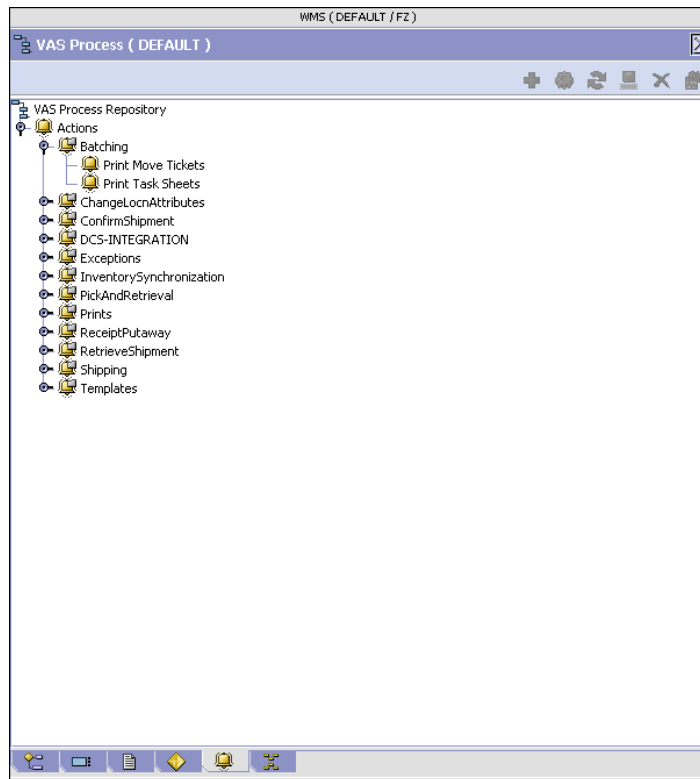 WMS ( DEFAULT / FZ )
VAS Process ( DEFAULT )
VAS Process Repository
Actions
Batching
Print Move Tickets
Print Task Sheets
ChangeLocnAttributes
ConfirmShipment
DCS-INTEGRATION
Exceptions
InventorySynchronization
PickAndRetrieval
Prints
ReceiptPutaway
RetrieveShipment
Shipping
Templates